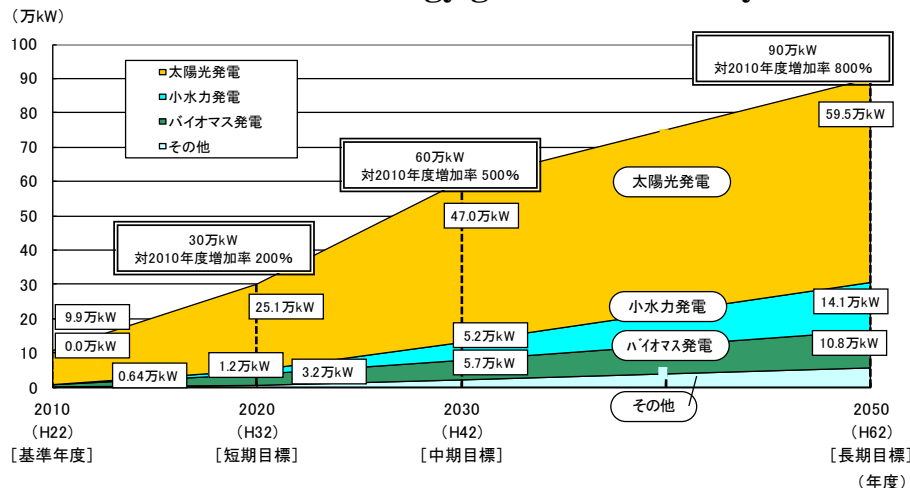 (万kW)
100
90
80
70
60
50
40
30
20
10
0
太陽光発電
小水力発電
バイオマス発電
その他
90万kW
対2010年度増加率 800%
59.5万kW
60万kW
対2010年度増加率 500%
太陽光発電
47.0万kW
30万kW
対2010年度増加率 200%
9.9万kW
25.1万kW
小水力発電
14.1万kW
0.0万kW
5.2万kW
バイオマス発電
10.8万kW
0.64万kW
1.2万kW
3.2万kW
5.7万kW
その他
2010
(H22)
[基準年度]
2020
(H32)
[短期目標]
2030
(H42)
[中期目標]
2050
(H62)
[長期目標]
(年度)